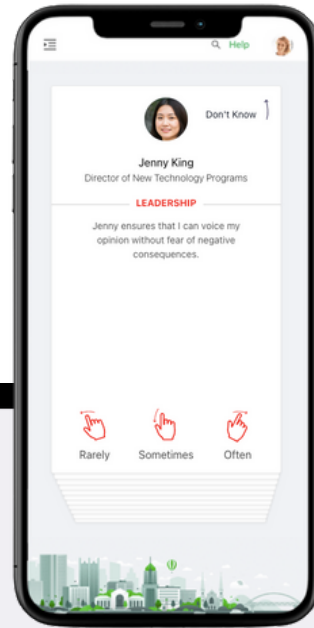 Help
Don't Know
Jenny King
Director of New Technology Programs
LEADERSHIP
Jenny ensures that I can voice my
opinion without fear of negative
consequences.
Rarely Sometimes Often